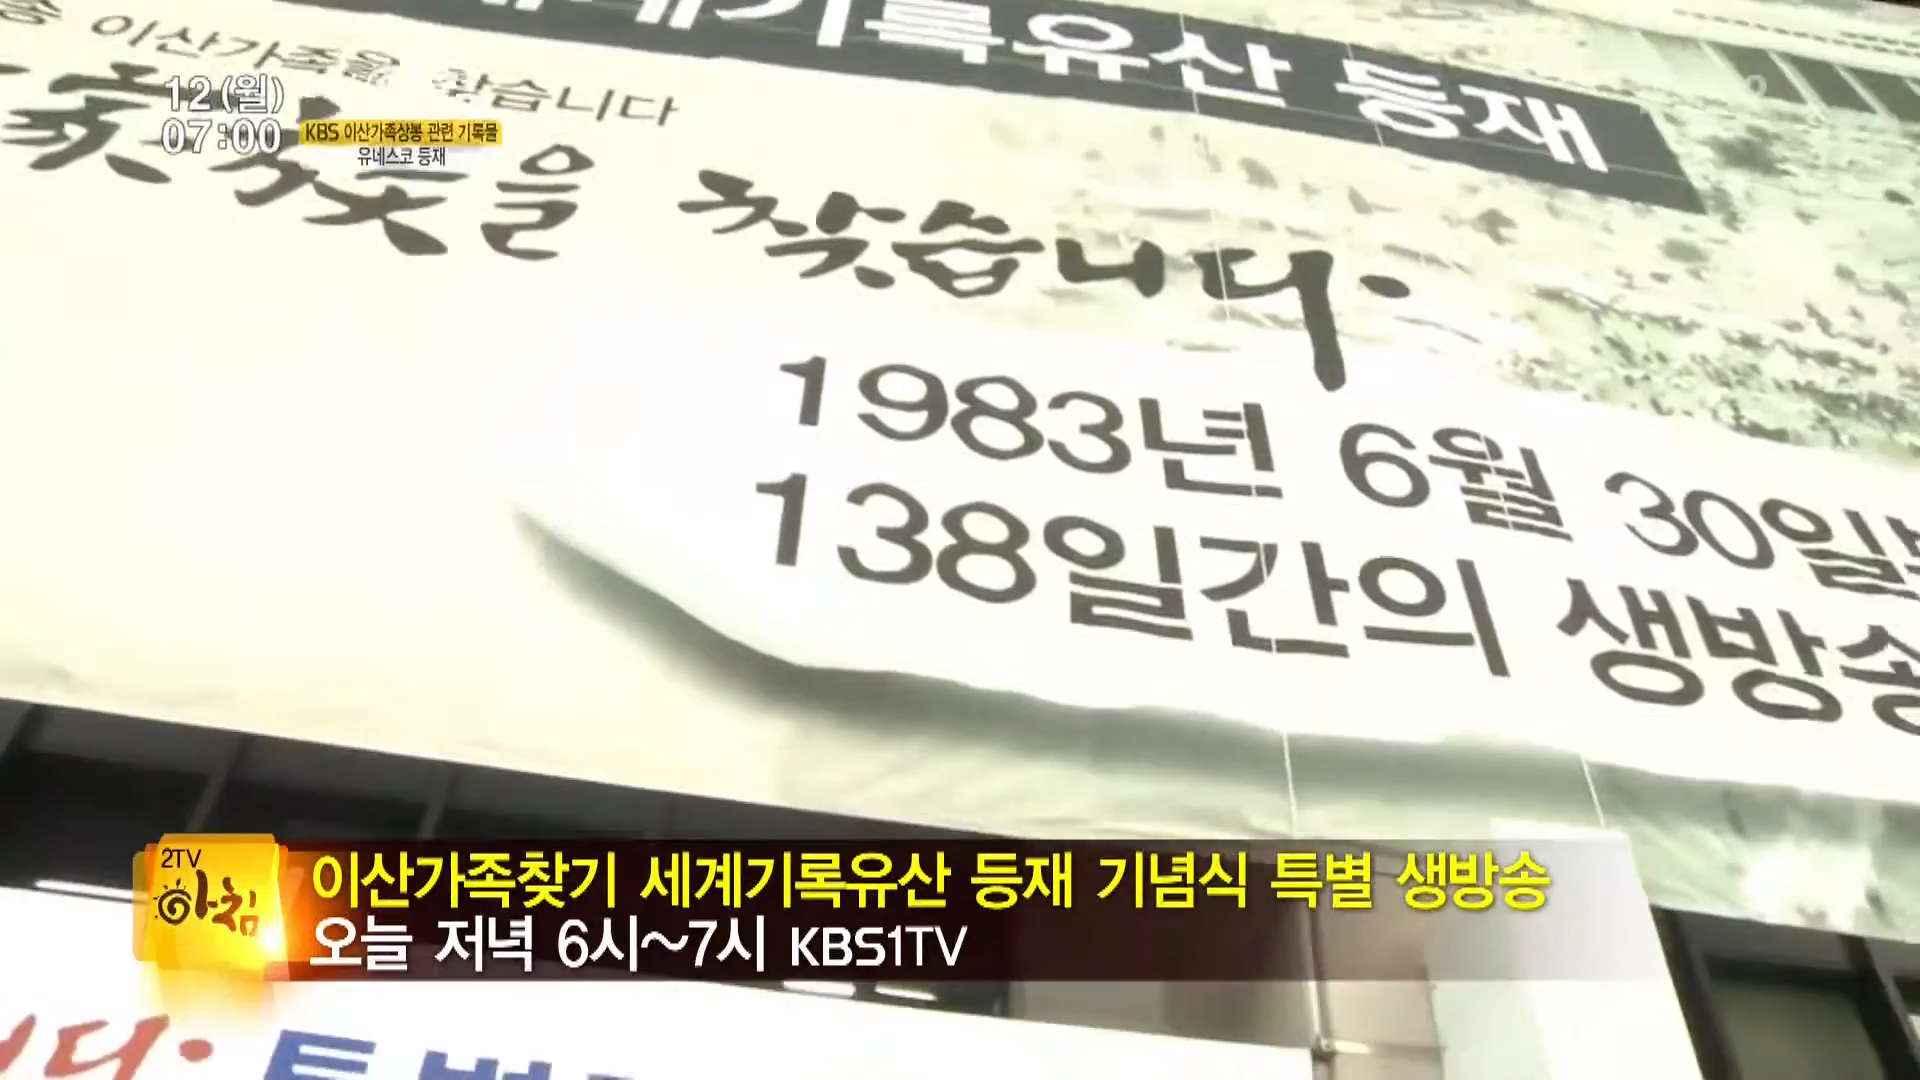 세계기록유산 등재
이산가족을 찾습니다
家族을 찾습니다.
1983년 6월 30일
138일간의 생방송
12(월)
07:00
KBS 이산가족상봉 관련 기록물
유네스코 등재
2TV
아침
이산가족찾기 세계기록유산 등재 기념식 특별 생방송
오늘 저녁 6시~7시 KBS1TV
니다.